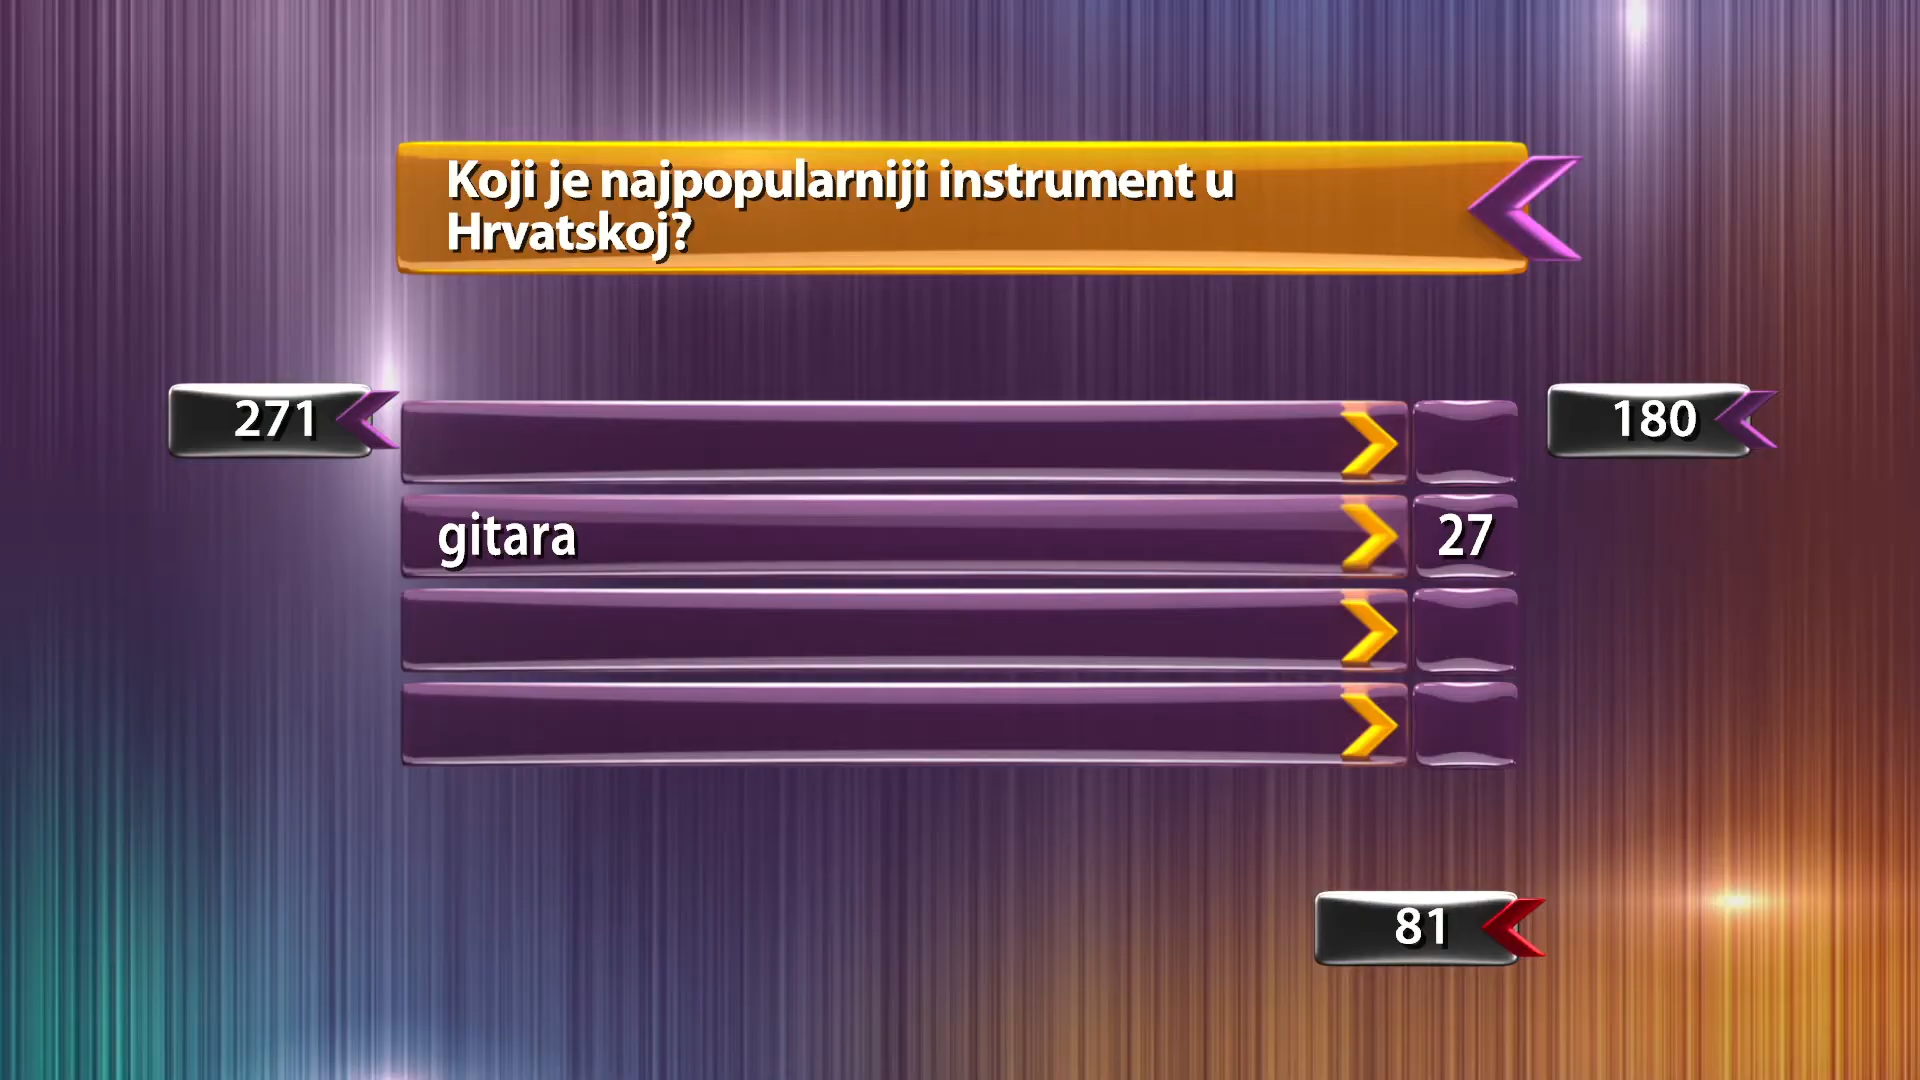 Koji je najpopularniji instrument u
Hrvatskoj?
271
180
gitara 27
81